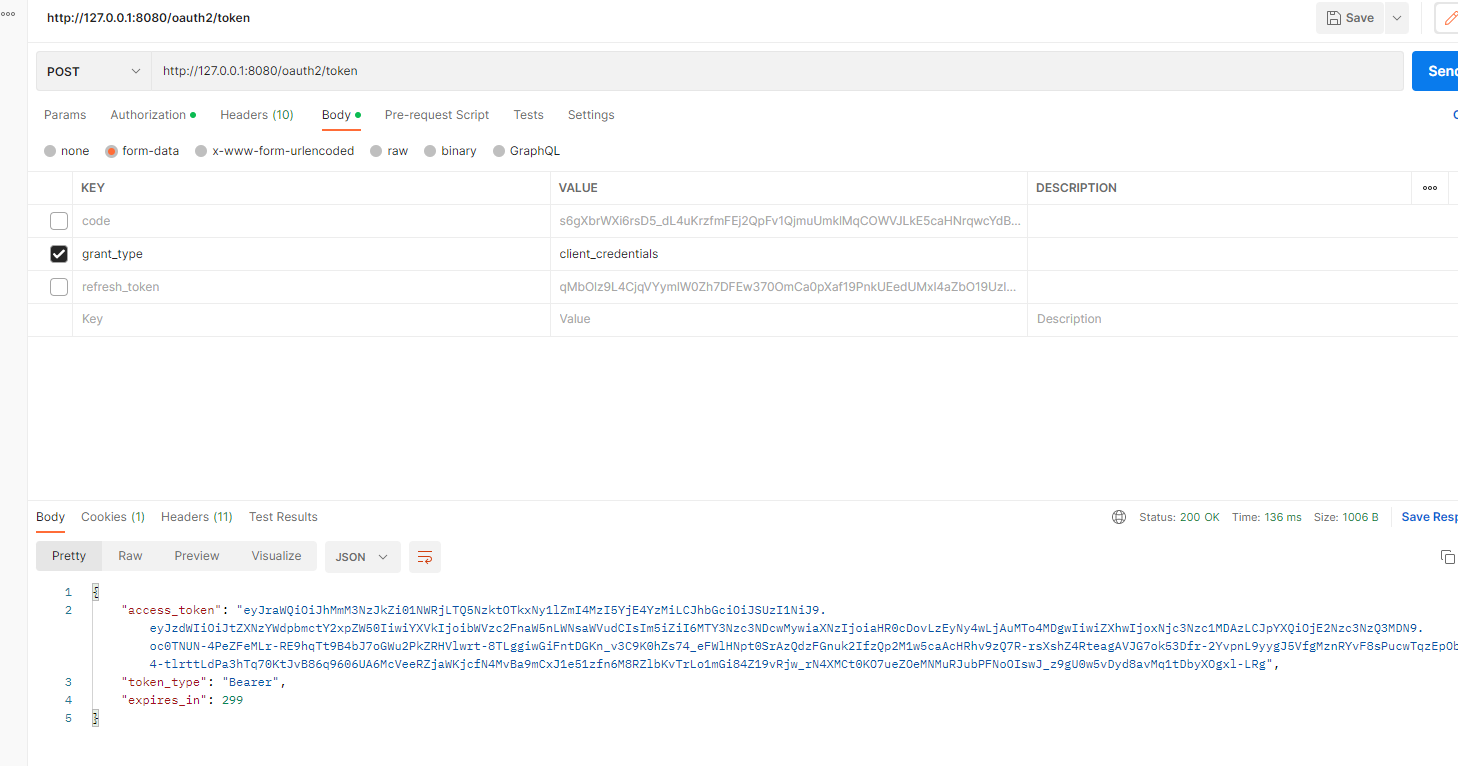 http://127.0.0.1:8080/oauth2/token
Save
POST
http://127.0.0.1:8080/oauth2/token
Send
Params Authorization Headers (10) Body Pre-request Script Tests Settings
none form-data x-www-form-urlencoded raw binary GraphQL
KEY VALUE DESCRIPTION
code s6gXbrWXi6rsD5_dL4uKrzfmFEj2QpFv1QjmuUmklMqCOWVJLkE5caHNrqwcYdB...
grant_type client_credentials
refresh_token qMbOlz9L4CjqVYymlW0Zh7DFEw370OmCa0pXaf19PnkUEedUMxI4aZbO19UzI...
Key Value Description
Body Cookies (1) Headers (11) Test Results
Status: 200 OK Time: 136 ms Size: 1006 B Save Resp
Pretty Raw Preview Visualize JSON
1 {
2 "access_token": "eyJraWQiOiJhMmM3NzJkZi01NWRjLTQ5NzktOTkxNy1lZmI4MzI5YjE4YzMiLCJhbGciOiJSUzI1NiJ9.
eyJzdWIiOiJtZXNzYWdpbmctY2xpZW50IiwiYXVkIjoibWVzc2FnaW5nLWNsaWVudCIsIm5iZiI6MTY3Nzc3NDcwMywiaXNzIjoiaHR0cDovLzEyNy4wLjAuMTo4MDgwIiwiZXhwIjoxNjc3Nzc1MDAzLCJpYXQiOjE2Nzc3NzQ3MDN9.
oc0TNUN-4PeZFeMLr-RE9hqTt9B4bJ7oGWu2PkZRHVlwrt-8TLggiwGiFntDGKn_v3C9K0hZs74_eFWlHNpt0SrAzQdzFGnuk2IfzQp2M1w5caAcHRhv9zQ7R-rsXshZ4RteagAVJG7ok53Dfr-2YvpnL9yygJ5VfgMznRYvF8sPucwTqzEpOb
4-tlrttLdPa3hTq70KtJvB86q9606UA6McVeeRZjaWKjcfN4MvBa9mCxJ1e51zfn6M8RZlbKvTrLo1mGi84Z19vRjw_rN4XMCt0KO7ueZOeMNMuRJubPFNoOIswJ_z9gU0w5vDyd8avMq1tDbyXOgxl-LRg",
3 "token_type": "Bearer",
4 "expires_in": 299
5 }